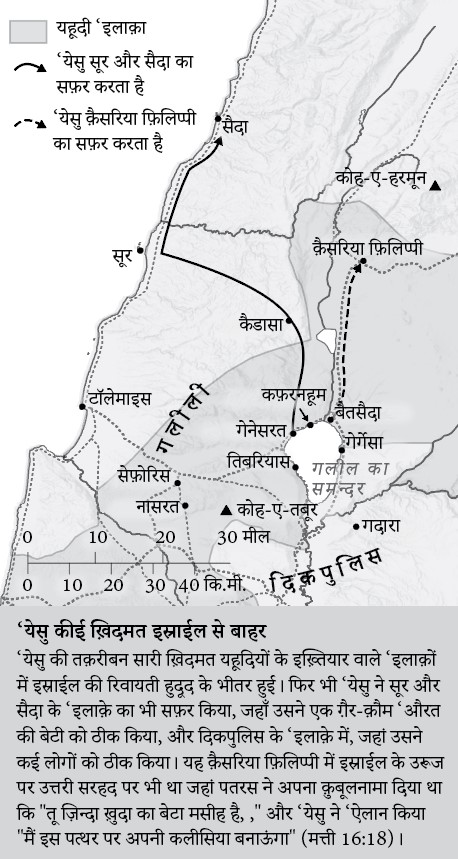 यहूदी ‘इलाक़ा
‘येसु सूर और सैदा का
सफ़र करता है
‘येसु क़ैसरिया फ़िलिप्पी
का सफ़र करता है
सैदा
कोह-ए-हरमून
सूर
क़ैसरिया फ़िलिप्पी
कैडासा
कफ़रनहूम
टॉलेमाइस
गलीली
गेनेसरत
बैतसैदा
गेर्गेसा
तिबरियास
गलील का
समन्दर
सेफ़ोरिस
नासरत
कोह-ए-तबूर
गदारा
दिकपुलिस
0 10 20 30 मील
0 10 20 30 40 कि.मी.
‘येसु कीई ख़िदमत इस्राईल से बाहर
‘येसु की तक़रीबन सारी ख़िदमत यहूदियों के इख़्तियार वाले ‘इलाक़ों
में इस्राईल की रिवायती हुदूद के भीतर हुई। फिर भी ‘येसु ने सूर और
सैदा के ‘इलाक़े का भी सफ़र किया, जहाँ उसने एक ग़ैर-क़ौम ‘औरत
की बेटी को ठीक किया, और दिकपुलिस के ‘इलाक़े में, जहां उसने
कई लोगों को ठीक किया। यह क़ैसरिया फ़िलिप्पी में इस्राईल के उरूज
पर उत्तरी सरहद पर भी था जहां पतरस ने अपना क़ुबूलनामा दिया था
कि "तू ज़िन्दा ख़ुदा का बेटा मसीह है, ," और ‘येसु ने ‘ऐलान किया
"मैं इस पत्थर पर अपनी कलीसिया बनाऊंगा" (मत्ती 16:18)।